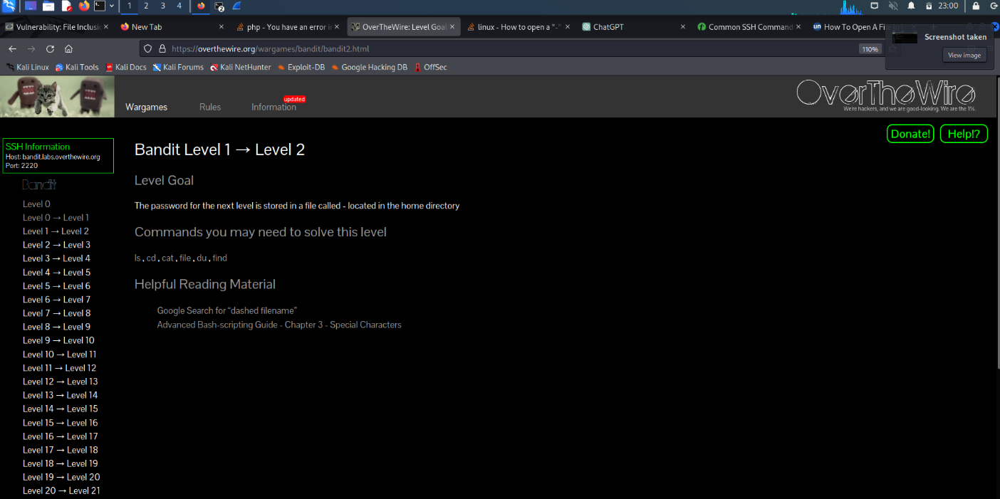 1 2 3 4 2 23:00
Vulnerability: File Inclusio New Tab php - You have an error in OverTheWire: Level Goal linux - How to open a "-" ChatGPT Common SSH Command un How To Open A File
Screenshot taken
https://overthewire.org/wargames/bandit/bandit2.html 110% View image
Kali Linux Kali Tools Kali Docs Kali Forums Kali NetHunter Exploit-DB Google Hacking DB OffSec
OverTheWire
updated
Wargames Rules Information
We're hackers, and we are good-looking. We are the 1%.
Donate! Help!?
SSH Information
Host: bandit.labs.overthewire.org
Port: 2220
Bandit
Level 0
Level 0 → Level 1
Level 1 → Level 2
Level 2 → Level 3
Level 3 → Level 4
Level 4 → Level 5
Level 5 → Level 6
Level 6 → Level 7
Level 7 → Level 8
Level 8 → Level 9
Level 9 → Level 10
Level 10 → Level 11
Level 11 → Level 12
Level 12 → Level 13
Level 13 → Level 14
Level 14 → Level 15
Level 15 → Level 16
Level 16 → Level 17
Level 17 → Level 18
Level 18 → Level 19
Level 19 → Level 20
Level 20 → Level 21
Bandit Level 1 → Level 2
Level Goal
The password for the next level is stored in a file called - located in the home directory
Commands you may need to solve this level
ls , cd , cat , file , du , find
Helpful Reading Material
Google Search for “dashed filename”
Advanced Bash-scripting Guide - Chapter 3 - Special Characters